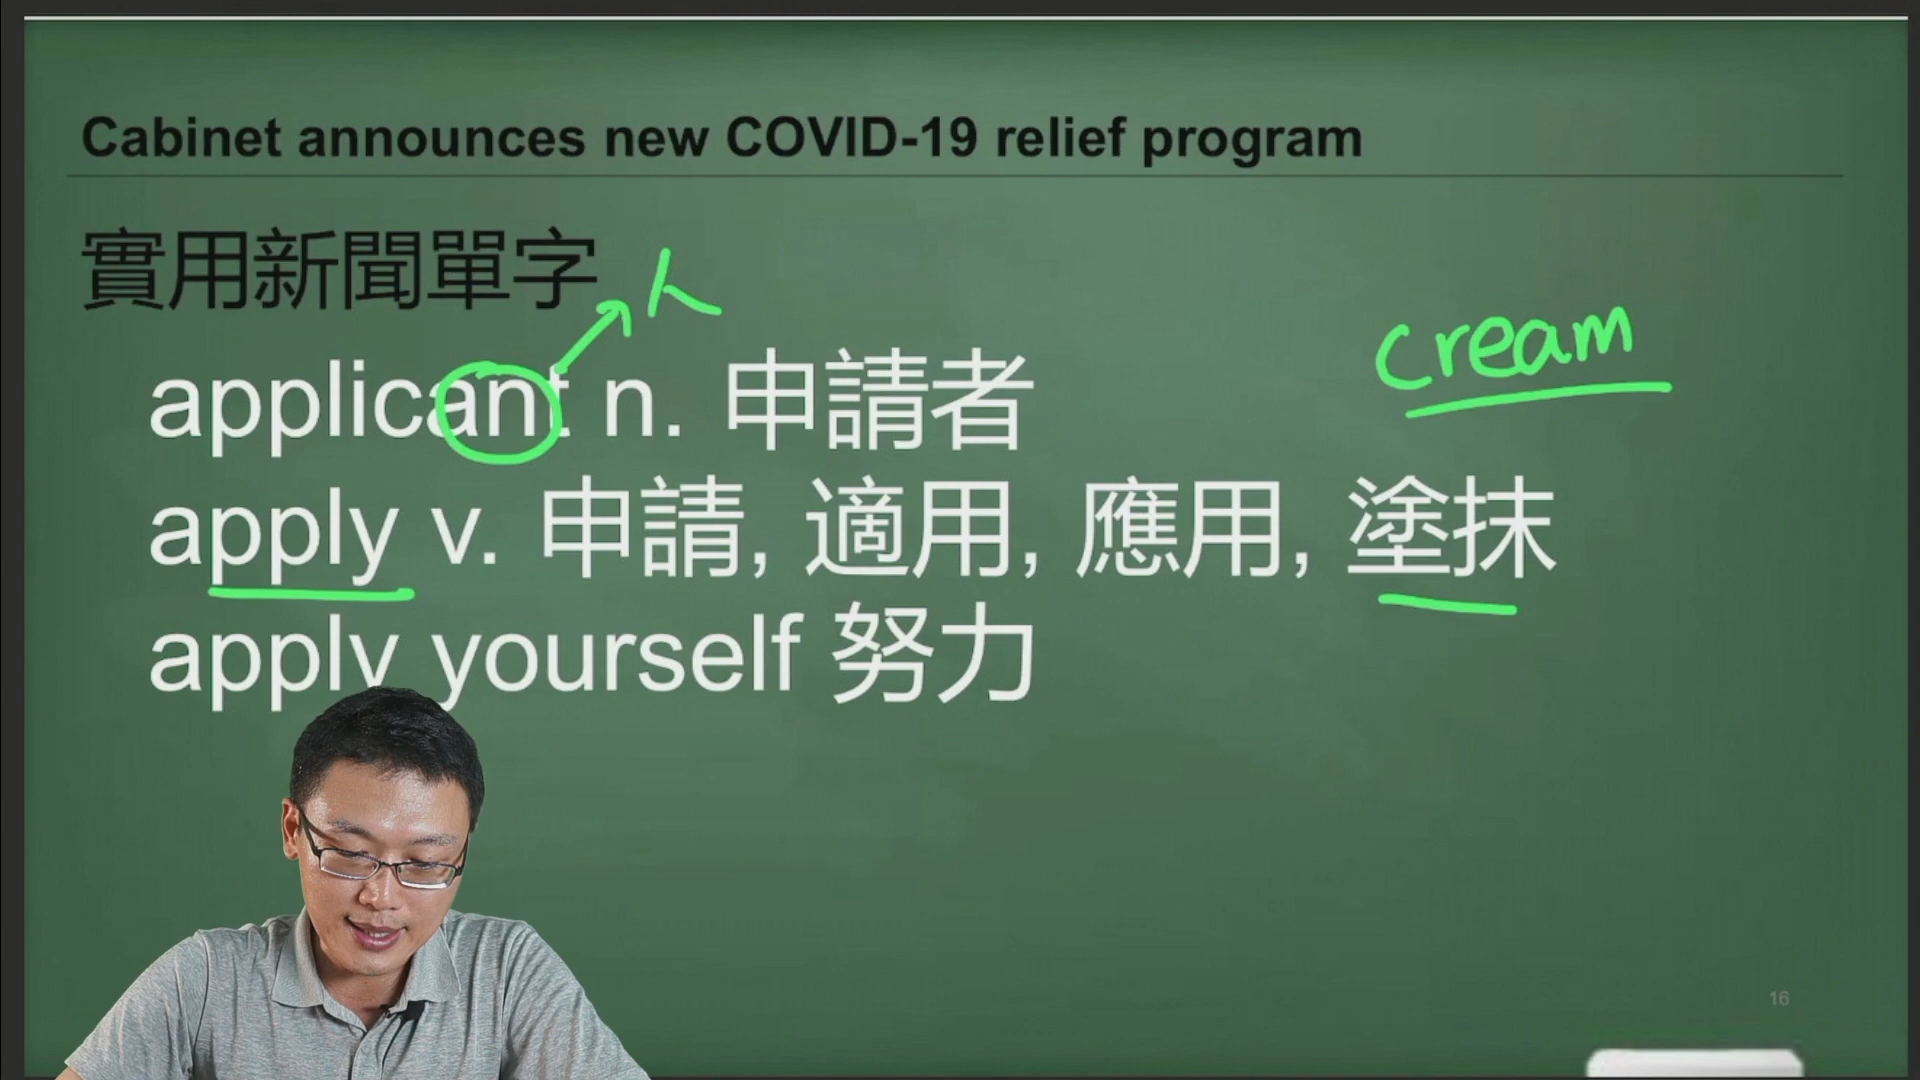 Cabinet announces new COVID-19 relief program
實用新聞單字
人
cream
applicant n. 申請者
apply v. 申請, 適用, 應用, 塗抹
apply yourself 努力
16